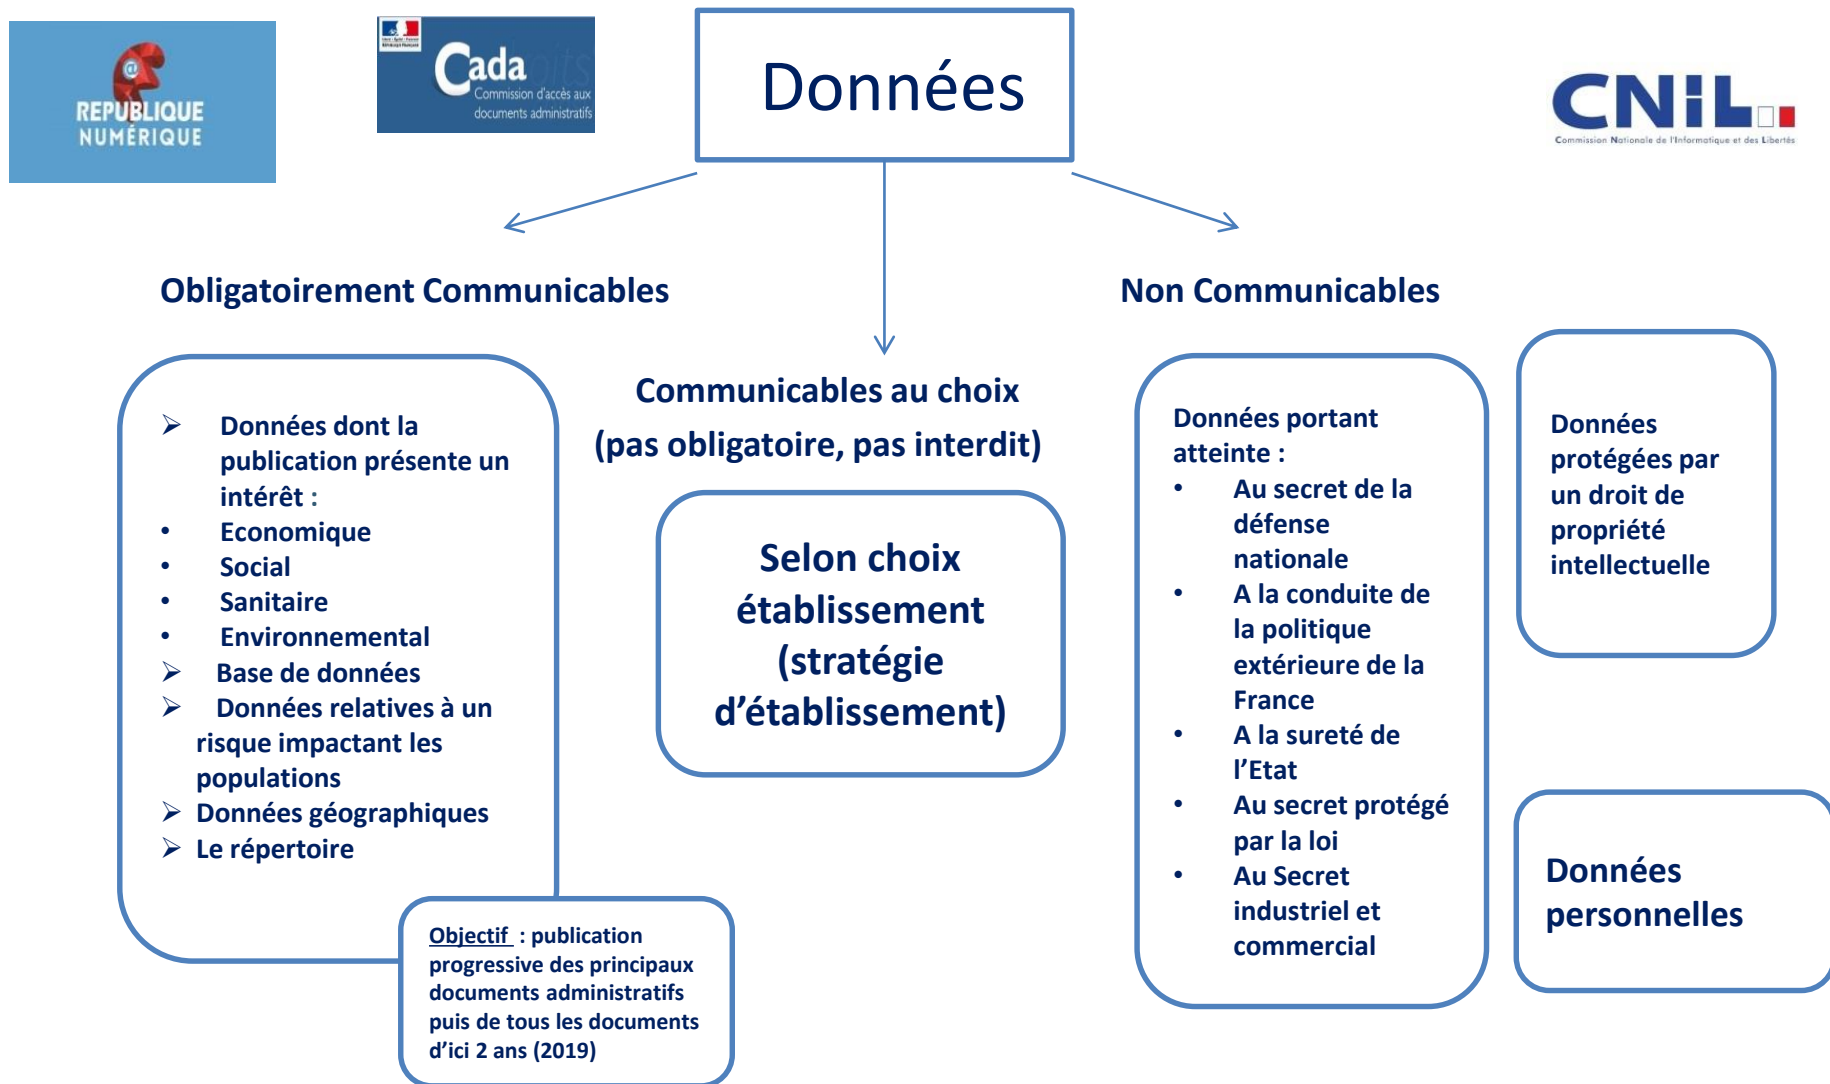 REPUBLIQUE
NUMÉRIQUE
Cada
Commission d'accès aux
documents administratifs
Données
CNIL
Commission Nationale de l'Informatique et des Libertés
Obligatoirement Communicables
➢ Données dont la
publication présente un
intérêt :
• Economique
• Social
• Sanitaire
• Environnemental
➢ Base de données
➢ Données relatives à un
risque impactant les
populations
➢ Données géographiques
➢ Le répertoire
Objectif : publication
progressive des principaux
documents administratifs
puis de tous les documents
d'ici 2 ans (2019)
Communicables au choix
(pas obligatoire, pas interdit)
Selon choix
établissement
(stratégie
d'établissement)
Non Communicables
Données portant
atteinte :
• Au secret de la
défense
nationale
• A la conduite de
la politique
extérieure de la
France
• A la sureté de
l'Etat
• Au secret protégé
par la loi
• Au Secret
industriel et
commercial
Données
protégées par
un droit de
propriété
intellectuelle
Données
personnelles